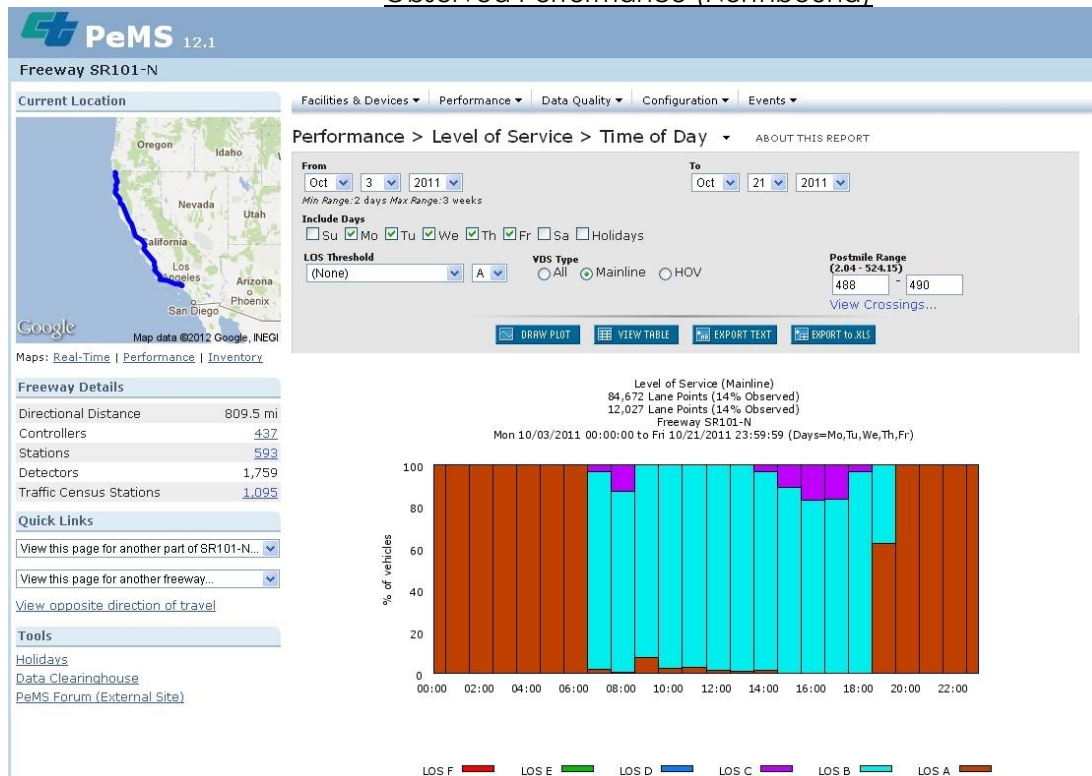 Observed Performance (Northbound)
PeMS 12.1
Freeway SR101-N
Current Location
Oregon
Idaho
Nevada
Utah
California
Los Angeles
Arizona
Phoenix
San Diego
Google
Map data ©2012 Google, INEGI
Maps: Real-Time | Performance | Inventory
Freeway Details
Directional Distance 809.5 mi
Controllers 437
Stations 593
Detectors 1,759
Traffic Census Stations 1,095
Quick Links
View this page for another part of SR101-N...
View this page for another freeway...
View opposite direction of travel
Tools
Holidays
Data Clearinghouse
PeMS Forum (External Site)
Facilities & Devices Performance Data Quality Configuration Events
Performance > Level of Service > Time of Day ABOUT THIS REPORT
From To
Oct 3 2011 Oct 21 2011
Min Range:2 days Max Range:3 weeks
Include Days
Su Mo Tu We Th Fr Sa Holidays
LOS Threshold VDS Type Postmile Range
(2.04 - 524.15)
(None) A All Mainline HOV 488 - 490
View Crossings...
DRAW PLOT VIEW TABLE EXPORT TEXT EXPORT to .XLS
Level of Service (Mainline)
84,672 Lane Points (14% Observed)
12,027 Lane Points (14% Observed)
Freeway SR101-N
Mon 10/03/2011 00:00:00 to Fri 10/21/2011 23:59:59 (Days=Mo,Tu,We,Th,Fr)
% of vehicles
100
80
60
40
20
0
00:00 02:00 04:00 06:00 08:00 10:00 12:00 14:00 16:00 18:00 20:00 22:00
LOS F LOS E LOS D LOS C LOS B LOS A